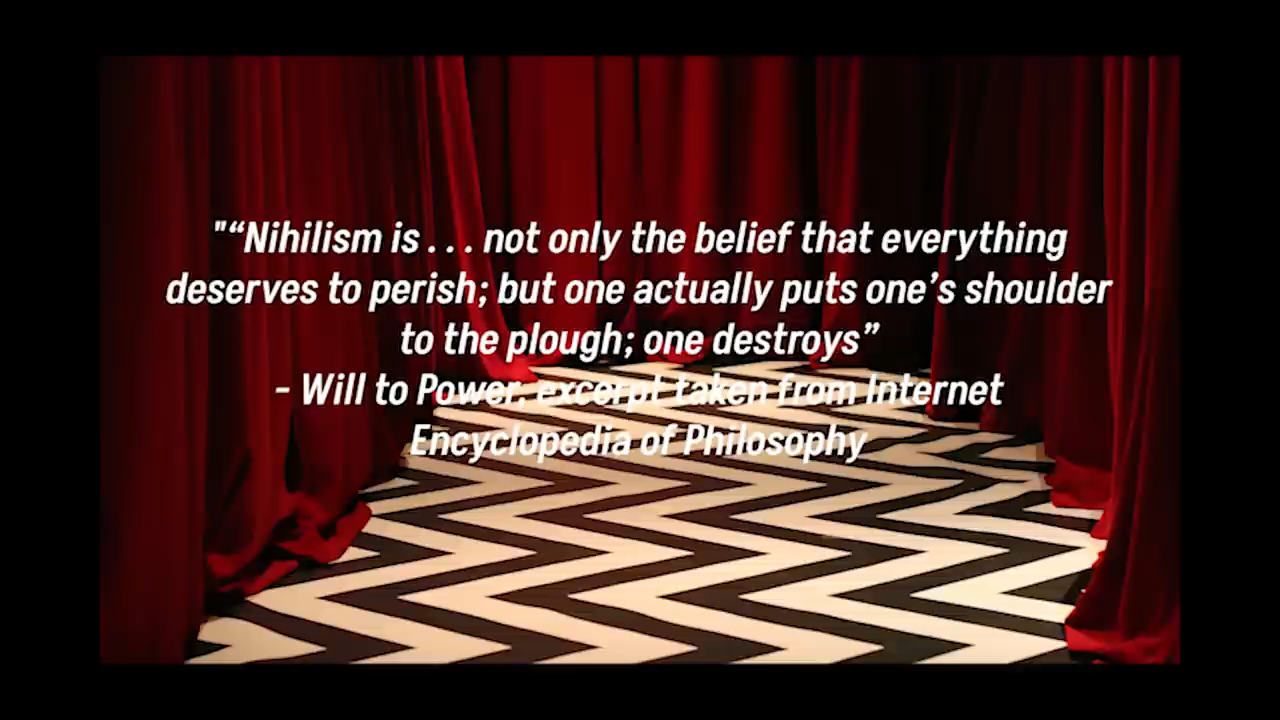 "“Nihilism is . . . not only the belief that everything
deserves to perish; but one actually puts one’s shoulder
to the plough; one destroys”
- Will to Power, excerpt taken from Internet
Encyclopedia of Philosophy